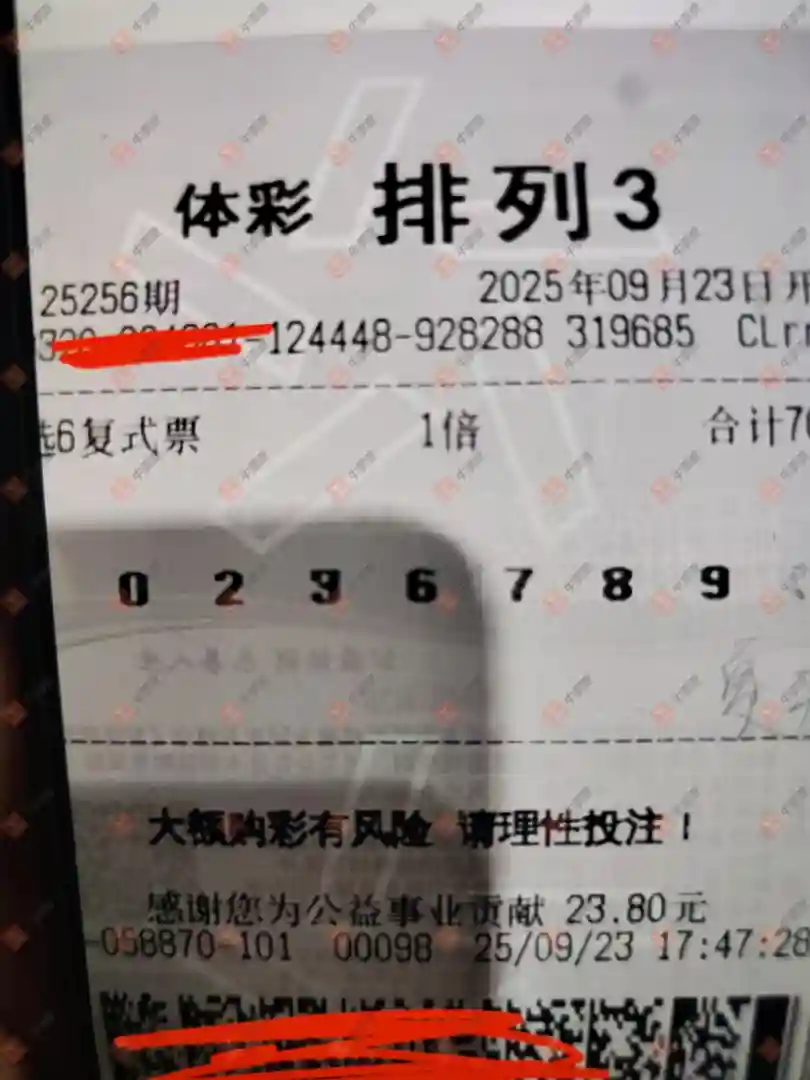 体彩 排列3
25256期 2025年09月23日开
-124448-928288 319685 CLrr
选6复式票 1倍 合计70
0 2 3 6 7 8 9
大额购彩有风险 请理性投注！
感谢您为公益事业贡献 23.80元
-058870-101 00098 25/09/23 17:47:28